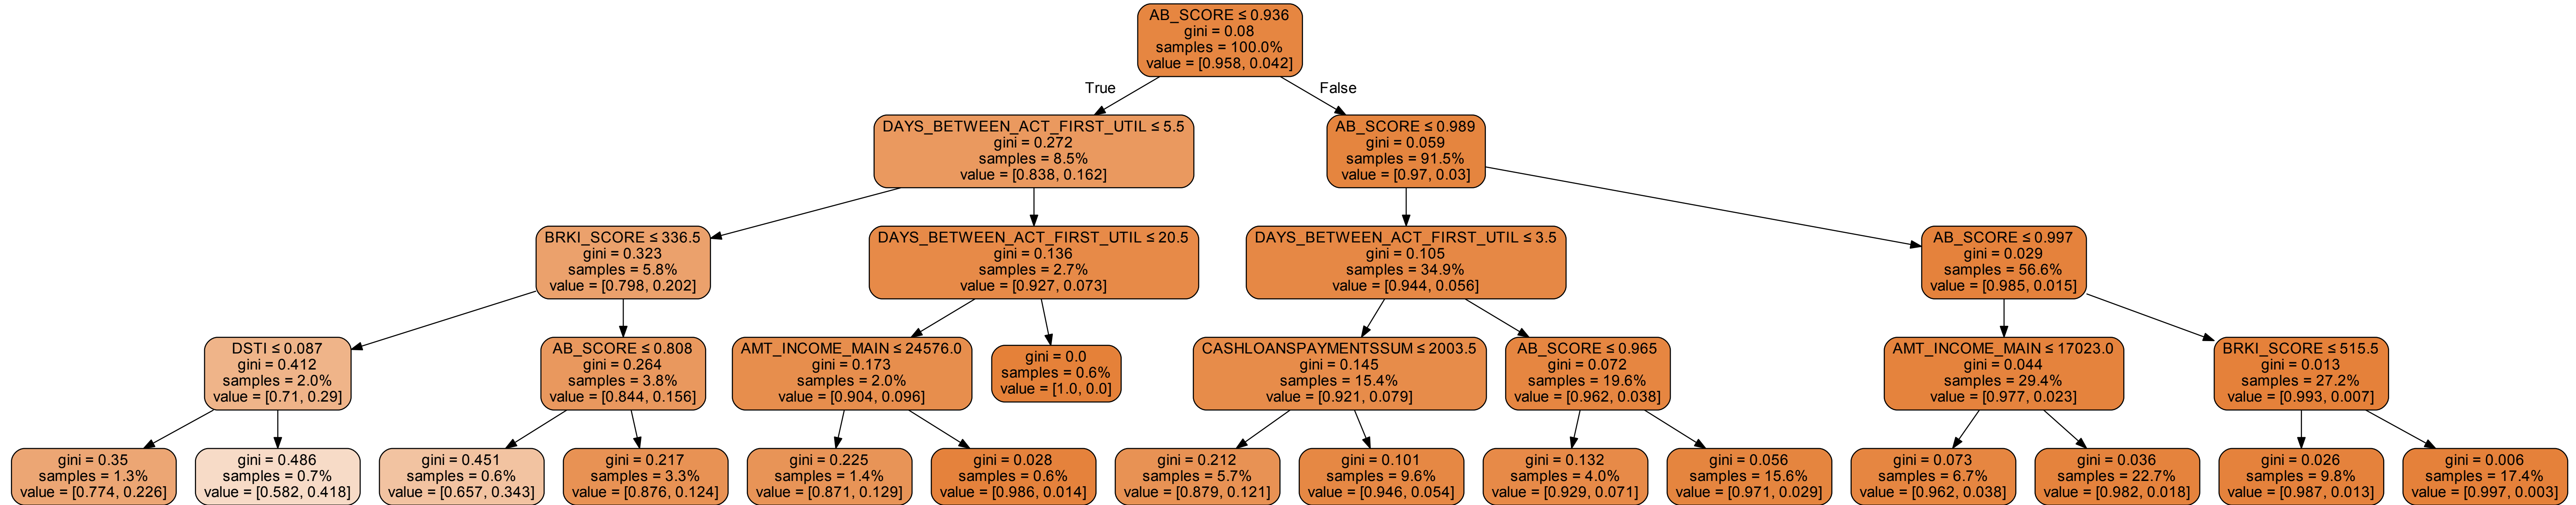 AB_SCORE ≤ 0.936
gini = 0.08
samples = 100.0%
value = [0.958, 0.042]
True
False
DAYS_BETWEEN_ACT_FIRST_UTIL ≤ 5.5
gini = 0.272
samples = 8.5%
value = [0.838, 0.162]
AB_SCORE ≤ 0.989
gini = 0.059
samples = 91.5%
value = [0.97, 0.03]
BRKI_SCORE ≤ 336.5
gini = 0.323
samples = 5.8%
value = [0.798, 0.202]
DAYS_BETWEEN_ACT_FIRST_UTIL ≤ 20.5
gini = 0.136
samples = 2.7%
value = [0.927, 0.073]
DAYS_BETWEEN_ACT_FIRST_UTIL ≤ 3.5
gini = 0.105
samples = 34.9%
value = [0.944, 0.056]
AB_SCORE ≤ 0.997
gini = 0.029
samples = 56.6%
value = [0.985, 0.015]
DSTI ≤ 0.087
gini = 0.412
samples = 2.0%
value = [0.71, 0.29]
AB_SCORE ≤ 0.808
gini = 0.264
samples = 3.8%
value = [0.844, 0.156]
AMT_INCOME_MAIN ≤ 24576.0
gini = 0.173
samples = 2.0%
value = [0.904, 0.096]
gini = 0.0
samples = 0.6%
value = [1.0, 0.0]
CASHLOANSPAYMENTSSUM ≤ 2003.5
gini = 0.145
samples = 15.4%
value = [0.921, 0.079]
AB_SCORE ≤ 0.965
gini = 0.072
samples = 19.6%
value = [0.962, 0.038]
AMT_INCOME_MAIN ≤ 17023.0
gini = 0.044
samples = 29.4%
value = [0.977, 0.023]
BRKI_SCORE ≤ 515.5
gini = 0.013
samples = 27.2%
value = [0.993, 0.007]
gini = 0.35
samples = 1.3%
value = [0.774, 0.226]
gini = 0.486
samples = 0.7%
value = [0.582, 0.418]
gini = 0.451
samples = 0.6%
value = [0.657, 0.343]
gini = 0.217
samples = 3.3%
value = [0.876, 0.124]
gini = 0.225
samples = 1.4%
value = [0.871, 0.129]
gini = 0.028
samples = 0.6%
value = [0.986, 0.014]
gini = 0.212
samples = 5.7%
value = [0.879, 0.121]
gini = 0.101
samples = 9.6%
value = [0.946, 0.054]
gini = 0.132
samples = 4.0%
value = [0.929, 0.071]
gini = 0.056
samples = 15.6%
value = [0.971, 0.029]
gini = 0.073
samples = 6.7%
value = [0.962, 0.038]
gini = 0.036
samples = 22.7%
value = [0.982, 0.018]
gini = 0.026
samples = 9.8%
value = [0.987, 0.013]
gini = 0.006
samples = 17.4%
value = [0.997, 0.003]